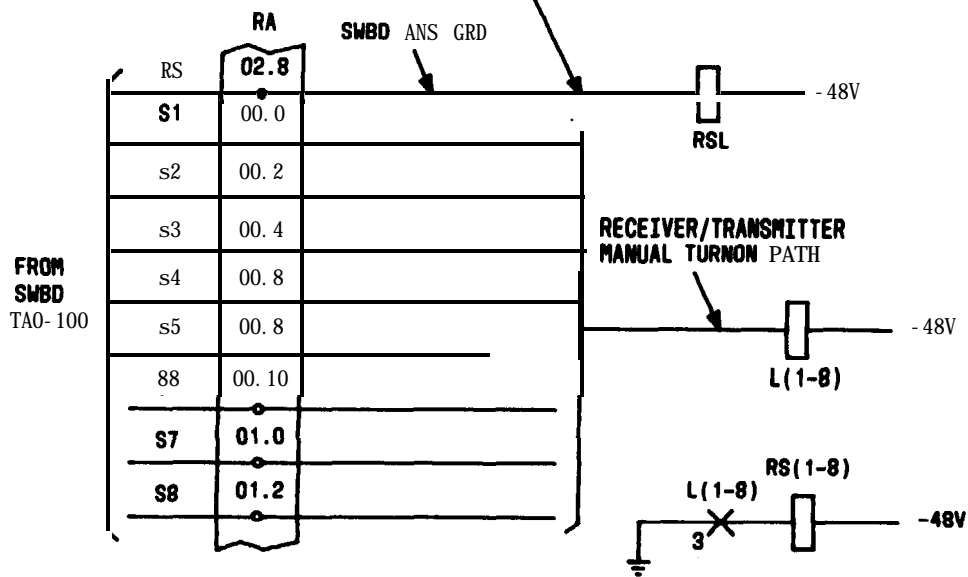 RA
SWBD ANS GRD
RS 02.8
-48V
S1 00.0
RSL
s2 00.2
s3 00.4
RECEIVER/TRANSMITTER
MANUAL TURNON PATH
FROM
SWBD
TA0-100
s4 00.8
s5 00.8
-48V
88 00.10
L(1-8)
S7 01.0
S8 01.2
RS(1-8)
L(1-8)
3
-48V